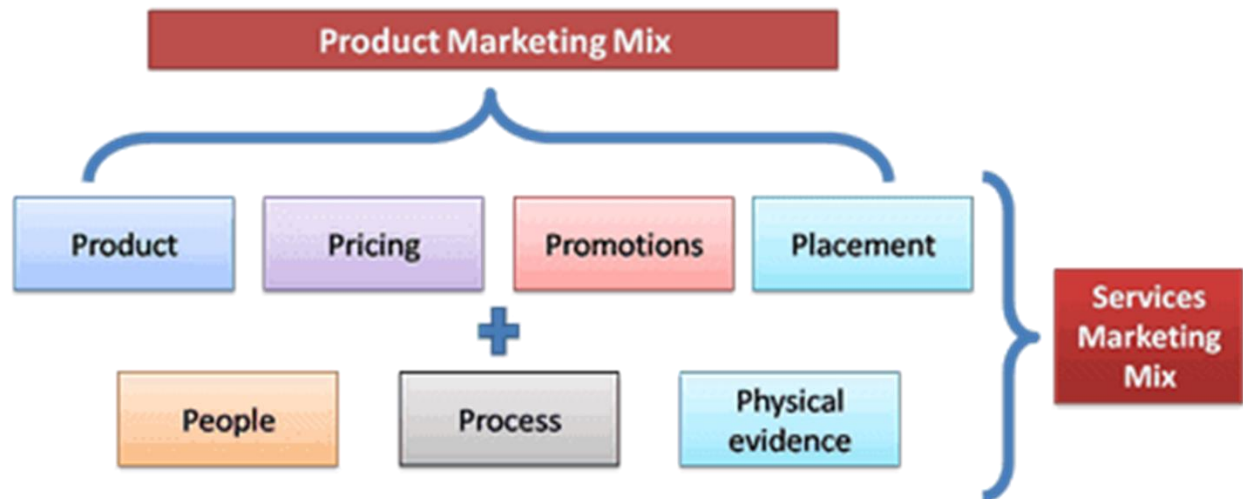 Product Marketing Mix
Product
Pricing
Promotions
Placement
People
Process
Physical
evidence
Services
Marketing
Mix